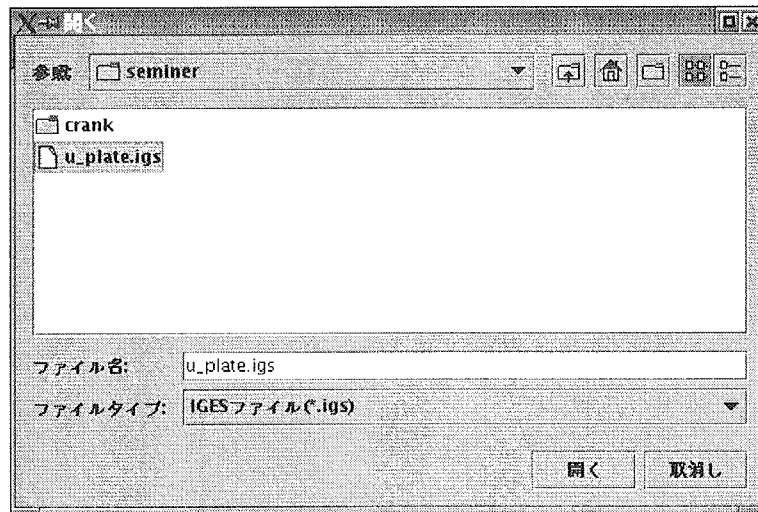 開く
参照: seminer
crank
u_plate.igs
ファイル名: u_plate.igs
ファイルタイプ: IGESファイル(*.igs)
開く 取消し